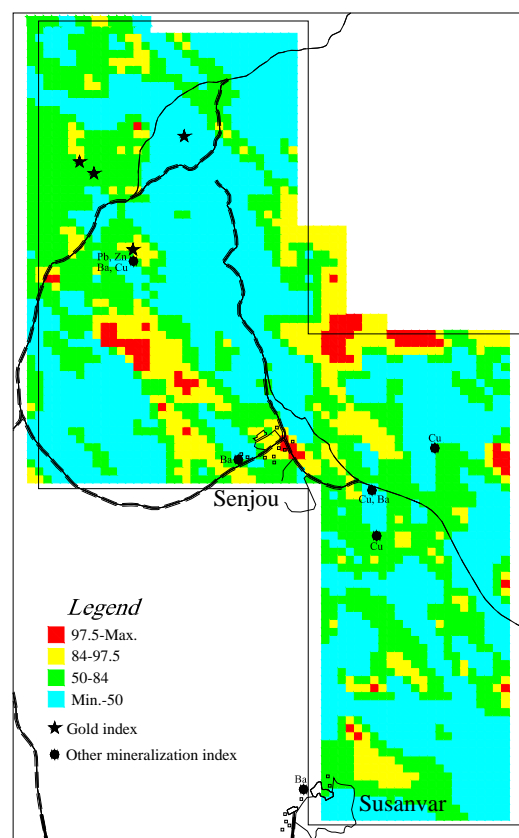 Pb, Zn
Ba, Cu
Cu
Ba
Senjou
Cu, Ba
Cu
Legend
97.5-Max.
84-97.5
50-84
Min.-50
Gold index
Other mineralization index
Ba
Susanvar